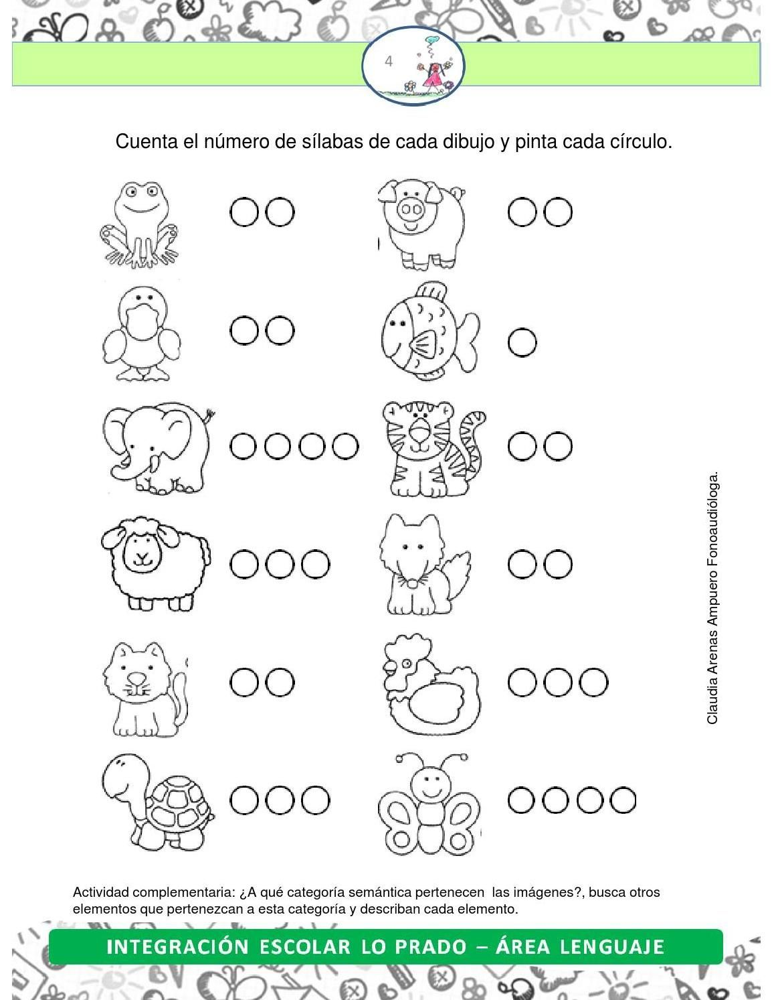 4
Cuenta el número de sílabas de cada dibujo y pinta cada círculo.
Claudia Arenas Ampuero Fonoaudióloga.
Actividad complementaria: ¿A qué categoría semántica pertenecen  las imágenes?, busca otros
elementos que pertenezcan a esta categoría y describan cada elemento.
INTEGRACIÓN ESCOLAR LO PRADO – ÁREA LENGUAJE